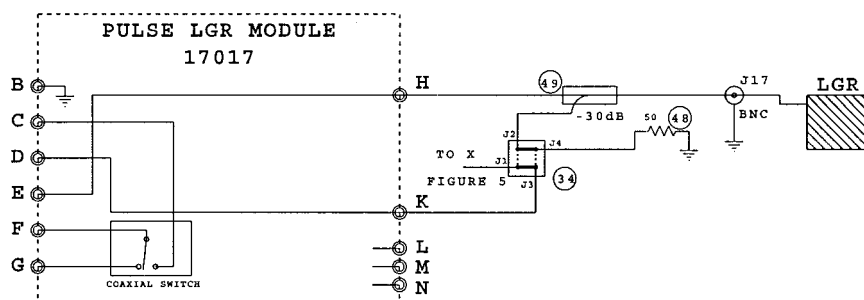 PULSE LGR MODULE
17017
B
C
D
E
F
G
COAXIAL SWITCH
H
K
L
M
N
49
-30dB
J2
J4
J1
J3
TO X
FIGURE 5
34
50
48
J17
BNC
LGR